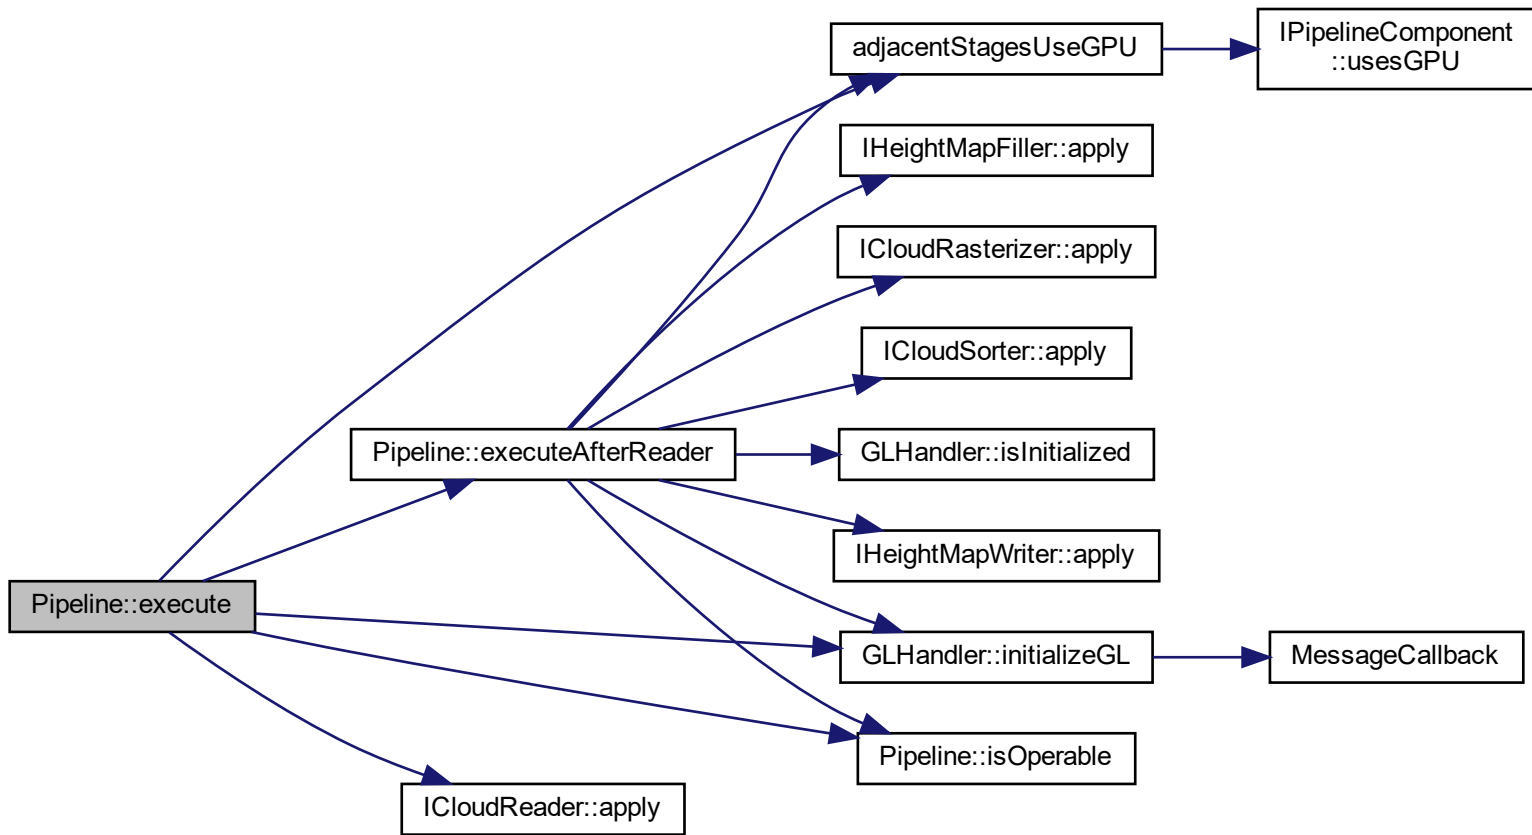 adjacentStagesUseGPU
IPipelineComponent
::usesGPU
IHeightMapFiller::apply
ICloudRasterizer::apply
ICloudSorter::apply
Pipeline::executeAfterReader
GLHandler::isInitialized
IHeightMapWriter::apply
Pipeline::execute
GLHandler::initializeGL
MessageCallback
Pipeline::isOperable
ICloudReader::apply